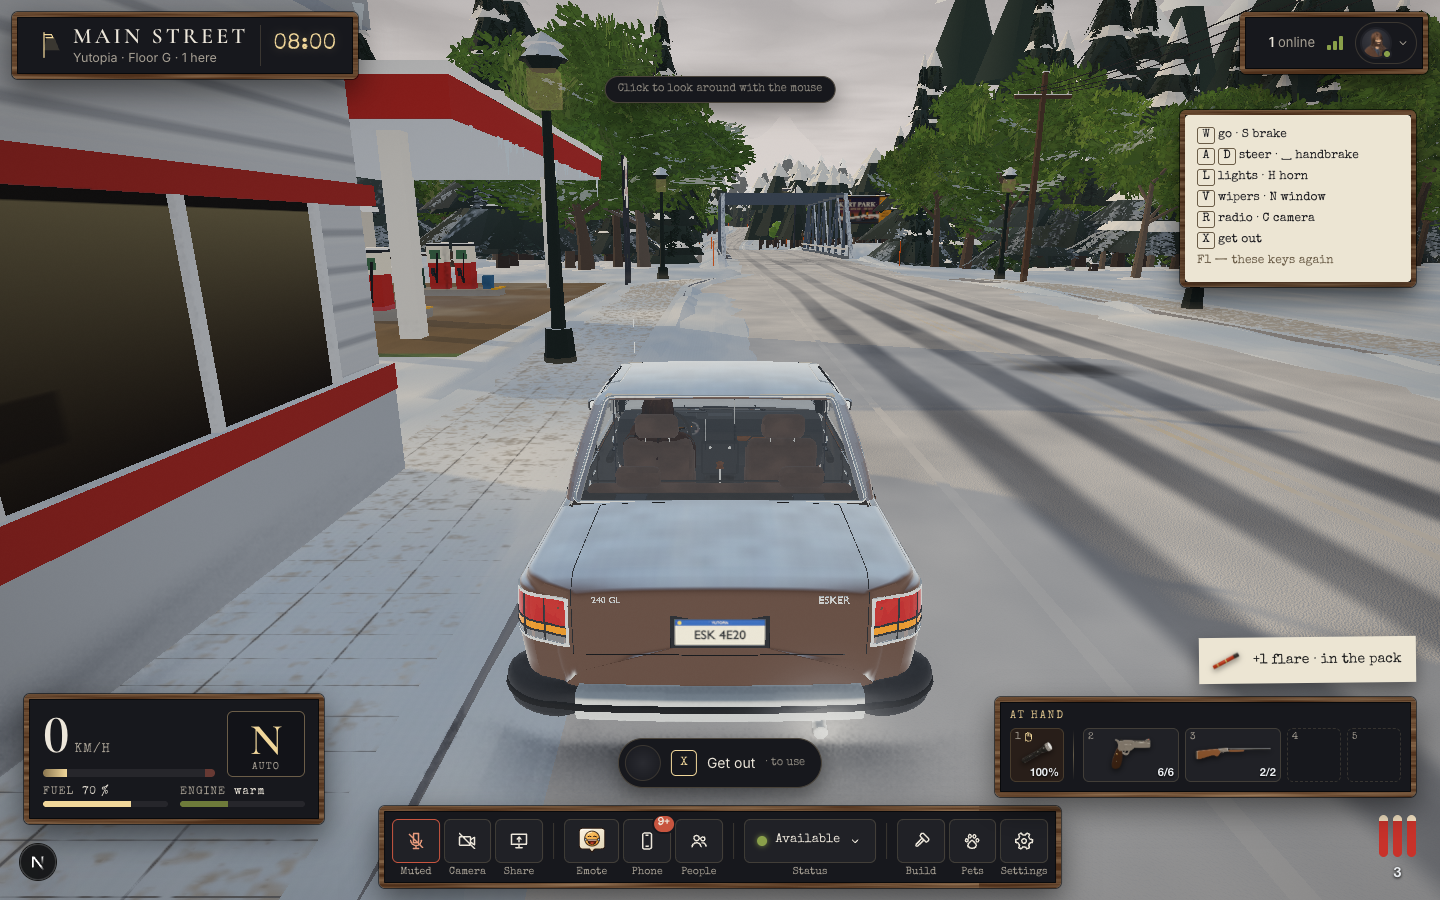 MAIN STREET
Yutopia · Floor G · 1 here
08:00
Click to look around with the mouse
1 online
W go · S brake
A D steer · ⎵ handbrake
L lights · H horn
V wipers · N window
R radio · C camera
X get out
F1 — these keys again
240 GL
ESKER
ESK 4E20
+1 flare · in the pack
0 KM/H
N
AUTO
FUEL 70 %
ENGINE warm
X Get out · to use
AT HAND
1
100%
2
6/6
3
2/2
4
5
9+
Available
Muted
Camera
Share
Emote
Phone
People
Status
Build
Pets
Settings
N
3